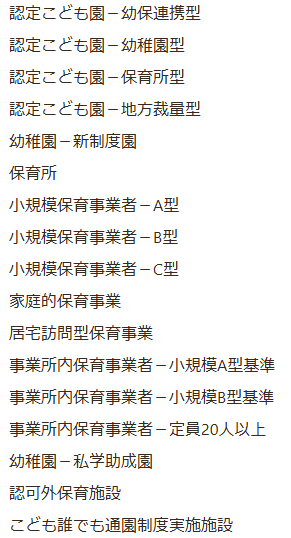 認定こども園－幼保連携型
認定こども園－幼稚園型
認定こども園－保育所型
認定こども園－地方裁量型
幼稚園－新制度園
保育所
小規模保育事業者－A型
小規模保育事業者－B型
小規模保育事業者－C型
家庭的保育事業
居宅訪問型保育事業
事業所内保育事業者－小規模A型基準
事業所内保育事業者－小規模B型基準
事業所内保育事業者－定員20人以上
幼稚園－私学助成園
認可外保育施設
こども誰でも通園制度実施施設